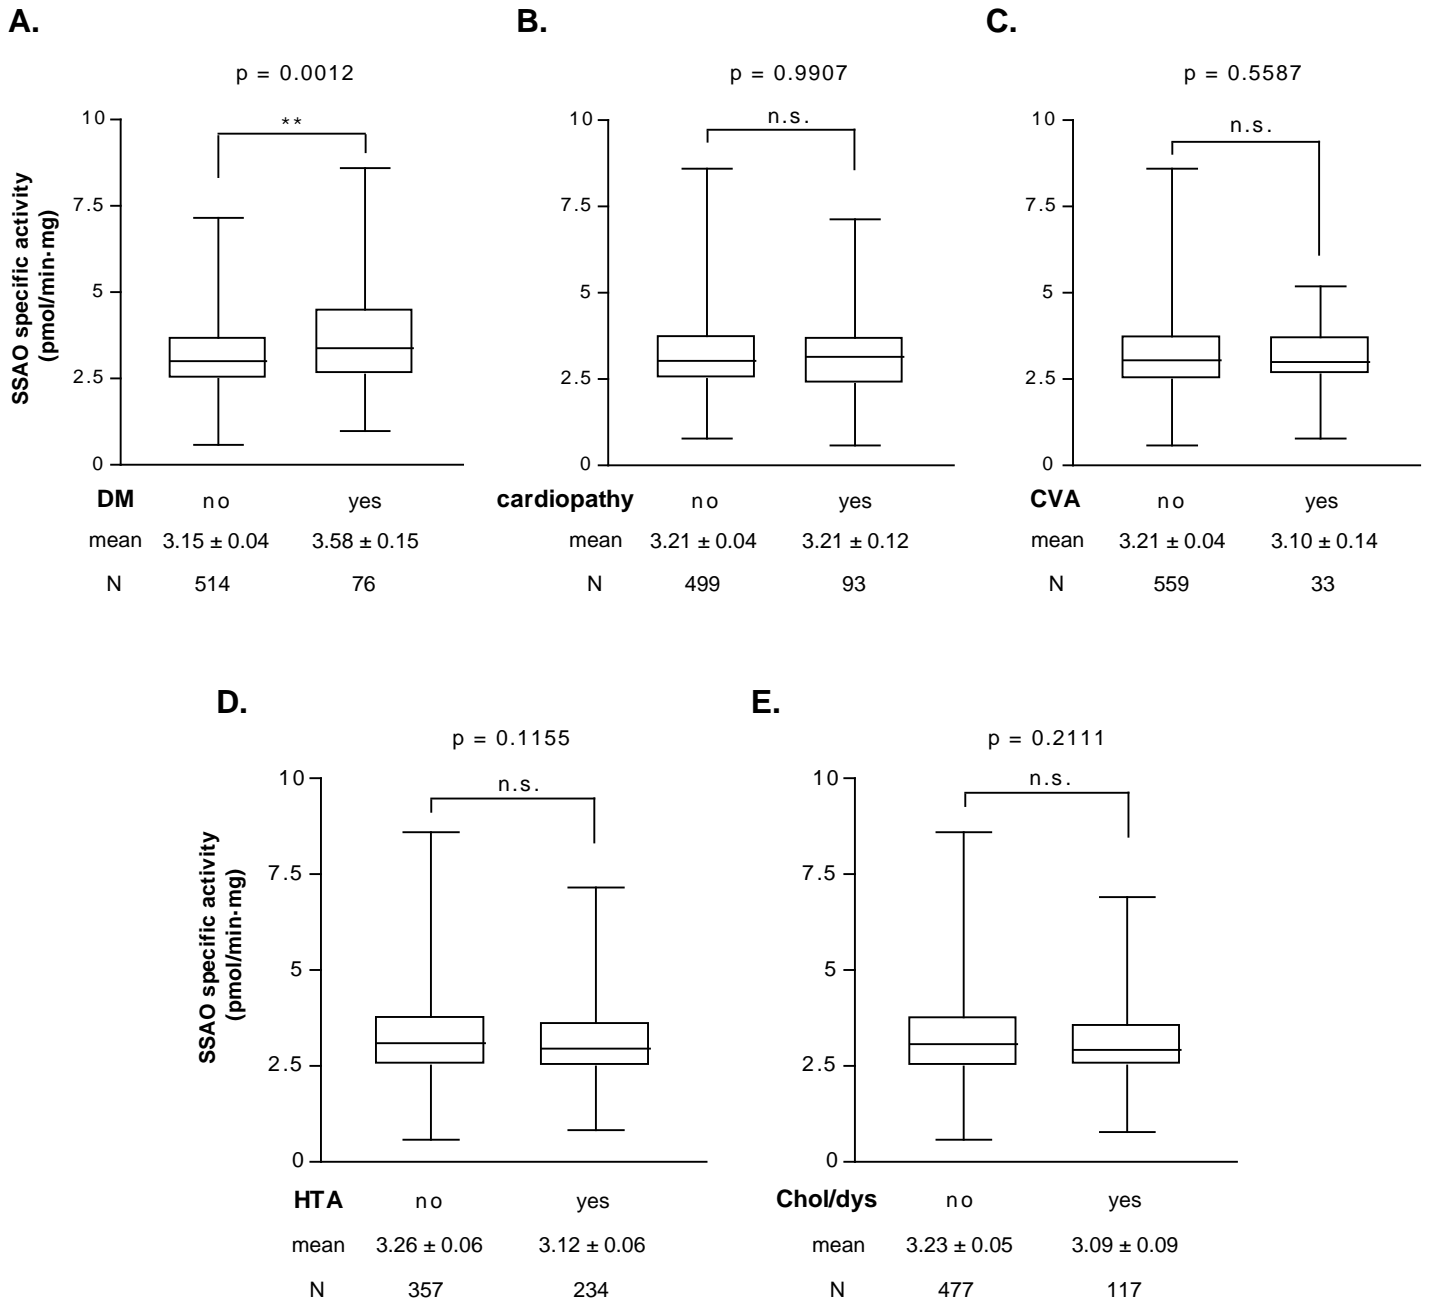 A.
B.
C.
p = 0.0012
p = 0.9907
p = 0.5587
10
**
10
n.s.
10
n.s.
SSAO specific activity
(pmol/min·mg)
7.5
7.5
7.5
5
5
5
2.5
2.5
2.5
0
0
0
DM no yes
cardiopathy no yes
CVA no yes
mean 3.15 ± 0.04 3.58 ± 0.15
mean 3.21 ± 0.04 3.21 ± 0.12
mean 3.21 ± 0.04 3.10 ± 0.14
N 514 76
N 499 93
N 559 33
D.
E.
p = 0.1155
p = 0.2111
10
n.s.
10
n.s.
SSAO specific activity
(pmol/min·mg)
7.5
7.5
5
5
2.5
2.5
0
0
HTA no yes
Chol/dys no yes
mean 3.26 ± 0.06 3.12 ± 0.06
mean 3.23 ± 0.05 3.09 ± 0.09
N 357 234
N 477 117